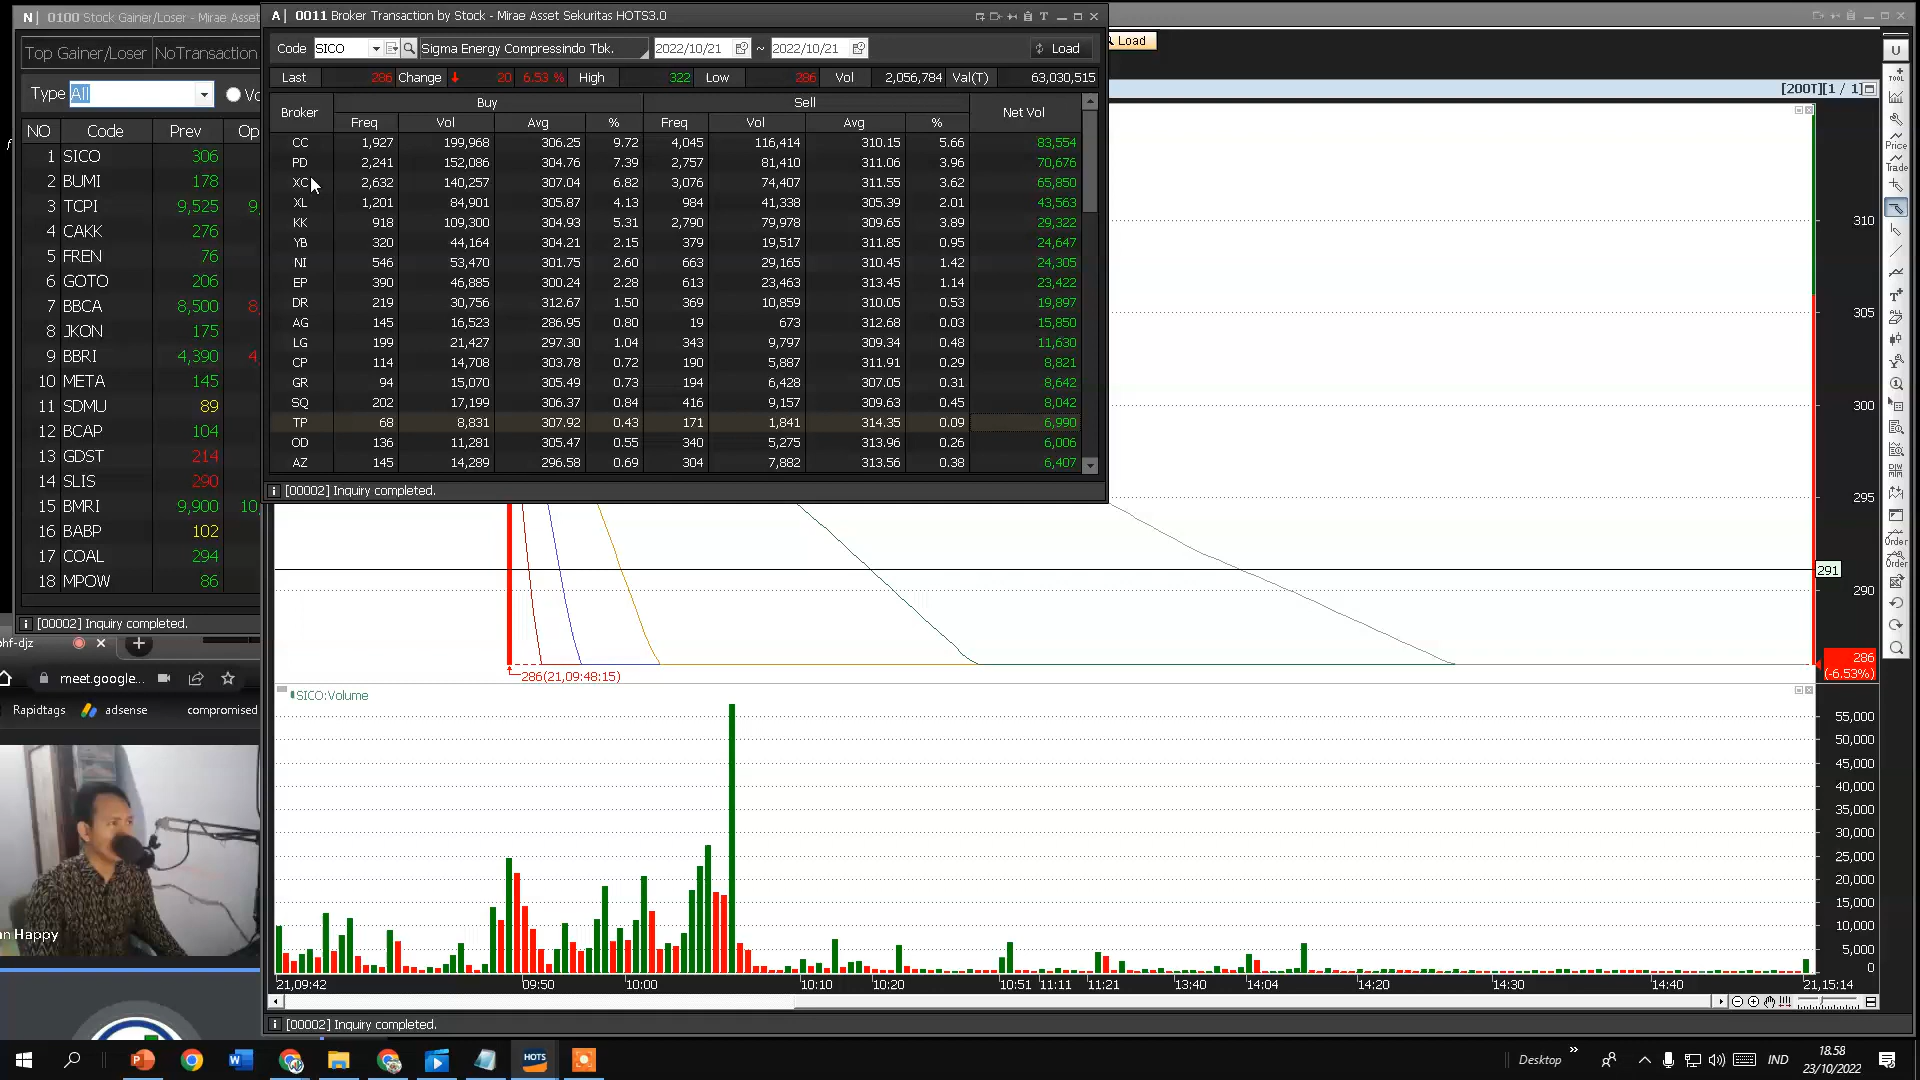 N| 0100 Stock Gainer/Loser - Mirae Asset
Top Gainer/Loser NoTransaction
Type All Vo
NO Code Prev Op
1 SICO 306
2 BUMI 178
3 TCPI 9,525 9,
4 CAKK 276
5 FREN 76
6 GOTO 206
7 BBCA 8,500 8,
8 JKON 175
9 BBRI 4,390 4
10 META 145
11 SDMU 89
12 BCAP 104
13 GDST 214
14 SLIS 290
15 BMRI 9,900 10,
16 BABP 102
17 COAL 294
18 MPOW 86
[00002] Inquiry completed.
A| 0011 Broker Transaction by Stock - Mirae Asset Sekuritas HOTS3.0
Code SICO Sigma Energy Compressindo Tbk. 2022/10/21 ~ 2022/10/21 Load
Last 286 Change 20 6.53 % High 322 Low 286 Vol 2,056,784 Val(T) 63,030,515
Broker Buy Sell Net Vol
Freq Vol Avg % Freq Vol Avg %
CC 1,927 199,968 306.25 9.72 4,045 116,414 310.15 5.66 83,554
PD 2,241 152,086 304.76 7.39 2,757 81,410 311.06 3.96 70,676
XC 2,632 140,257 307.04 6.82 3,076 74,407 311.55 3.62 65,850
XL 1,201 84,901 305.87 4.13 984 41,338 305.39 2.01 43,563
KK 918 109,300 304.93 5.31 2,790 79,978 309.65 3.89 29,322
YB 320 44,164 304.21 2.15 379 19,517 311.85 0.95 24,647
NI 546 53,470 301.75 2.60 663 29,165 310.45 1.42 24,305
EP 390 46,885 300.24 2.28 613 23,463 313.45 1.14 23,422
DR 219 30,756 312.67 1.50 369 10,859 310.05 0.53 19,897
AG 145 16,523 286.95 0.80 19 673 312.68 0.03 15,850
LG 199 21,427 297.30 1.04 343 9,797 309.34 0.48 11,630
CP 114 14,708 303.78 0.72 190 5,887 311.91 0.29 8,821
GR 94 15,070 305.49 0.73 194 6,428 307.05 0.31 8,642
SQ 202 17,199 306.37 0.84 416 9,157 309.63 0.45 8,042
TP 68 8,831 307.92 0.43 171 1,841 314.35 0.09 6,990
OD 136 11,281 305.47 0.55 340 5,275 313.96 0.26 6,006
AZ 145 14,289 296.58 0.69 304 7,882 313.56 0.38 6,407
[00002] Inquiry completed.
Load
[200T][1 / 1]
310
305
300
295
291
290
286
(-6.53%)
286(21,09:48:15)
SICO:Volume
55,000
50,000
45,000
40,000
35,000
30,000
25,000
20,000
15,000
10,000
5,000
0
21,09:42 09:50 10:00 10:10 10:20 10:51 11:11 11:21 13:40 14:04 14:20 14:30 14:40 21,15:14
[00002] Inquiry completed.
U
TOOL
Price
Trade
ALL
DIW
Order
Order
ohf-djz
meet.google...
Rapidtags adsense compromised
an Happy
HOTS
Desktop
IND
18.58
23/10/2022